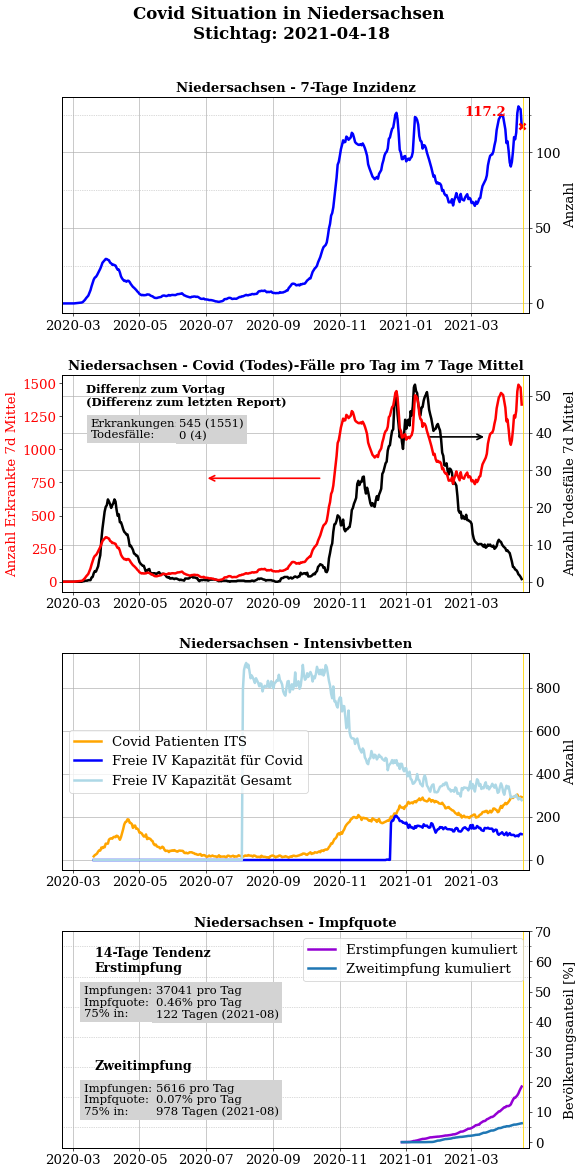 Covid Situation in Niedersachsen
Stichtag: 2021-04-18
Niedersachsen - 7-Tage Inzidenz
117.2
100
50
0
Anzahl
2020-03 2020-05 2020-07 2020-09 2020-11 2021-01 2021-03
Niedersachsen - Covid (Todes)-Fälle pro Tag im 7 Tage Mittel
Differenz zum Vortag
(Differenz zum letzten Report)
Erkrankungen 545 (1551)
Todesfälle: 0 (4)
1500
1250
1000
750
500
250
0
Anzahl Erkrankte 7d Mittel
50
40
30
20
10
0
Anzahl Todesfälle 7d Mittel
2020-03 2020-05 2020-07 2020-09 2020-11 2021-01 2021-03
Niedersachsen - Intensivbetten
Covid Patienten ITS
Freie IV Kapazität für Covid
Freie IV Kapazität Gesamt
800
600
400
200
0
Anzahl
2020-03 2020-05 2020-07 2020-09 2020-11 2021-01 2021-03
Niedersachsen - Impfquote
14-Tage Tendenz
Erstimpfung
Impfungen: 37041 pro Tag
Impfquote: 0.46% pro Tag
75% in: 122 Tagen (2021-08)
Zweitimpfung
Impfungen: 5616 pro Tag
Impfquote: 0.07% pro Tag
75% in: 978 Tagen (2021-08)
Erstimpfungen kumuliert
Zweitimpfung kumuliert
70
60
50
40
30
20
10
0
Bevölkerungsanteil [%]
2020-03 2020-05 2020-07 2020-09 2020-11 2021-01 2021-03